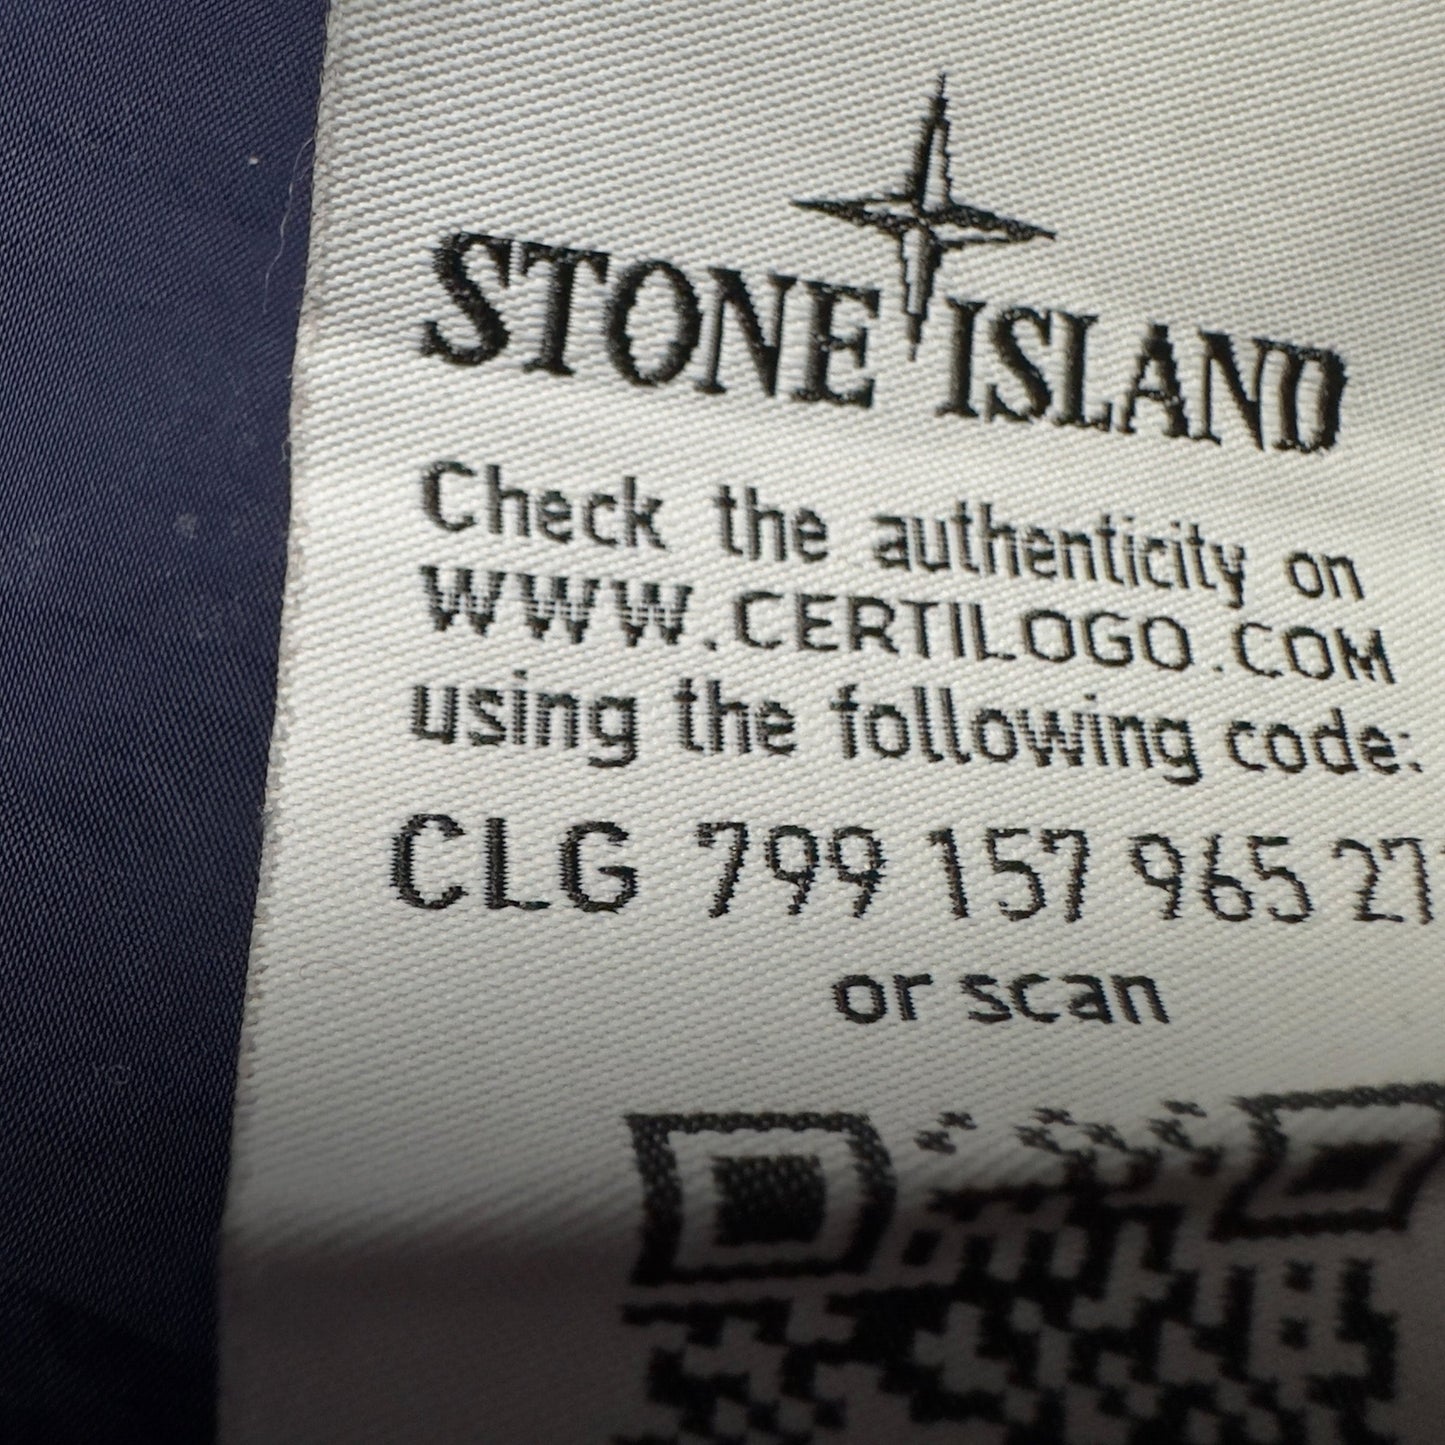 STONE ISLAND
Check the authenticity on
WWW.CERTILOGO.COM
using the following code:
CLG 799 157 965 27
or scan